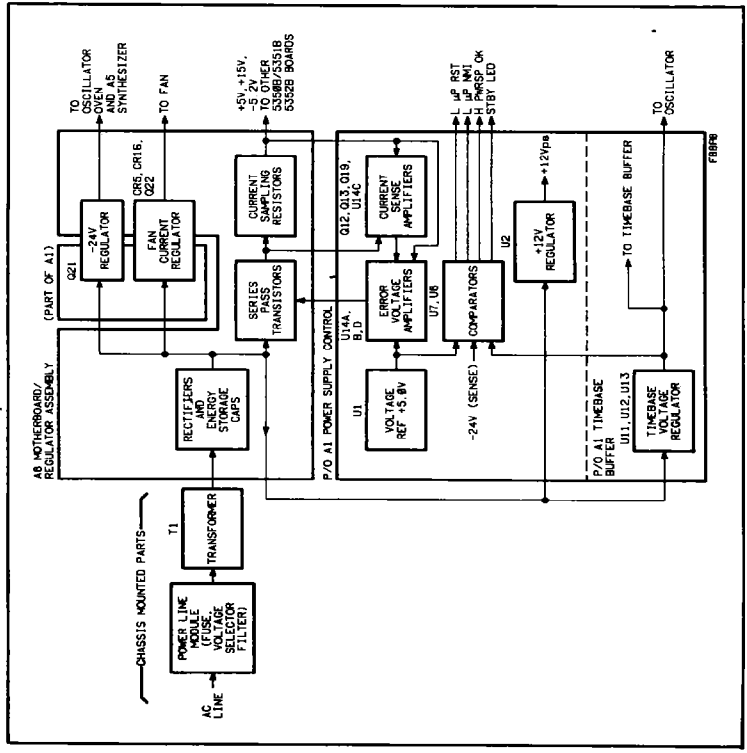 CHASSIS MOUNTED PARTS
AC
LINE
POWER LINE
MODULE
(FUSE,
VOLTAGE
SELECTOR
FILTER)
T1
TRANSFORMER
A8 MOTHERBOARD/
REGULATOR ASSEMBLY
(PART OF A1)
RECTIFIERS
AND
ENERGY
STORAGE
CAPS
Q21
-24V
REGULATOR
FAN
CURRENT
REGULATOR
CR5, CR16,
Q22
SERIES
PASS
TRANSISTORS
CURRENT
SAMPLING
RESISTORS
TO
OSCILLATOR
OVEN
AND A5
SYNTHESIZER
TO FAN
+5V, +15V,
-5 2V
TO OTHER
5350B/5351B
5352B BOARDS
P/O A1 POWER SUPPLY CONTROL
U1
VOLTAGE
REF +5.0V
U14A,
B, D
ERROR
VOLTAGE
AMPLIFIERS
U7, U8
Q12, Q13, Q19,
U14C
CURRENT
SENSE
AMPLIFIERS
-24V (SENSE)
COMPARATORS
L µP RST
L µP NMI
H PWRSP OK
STBY LED
U2
+12V
REGULATOR
+12Vps
P/O A1 TIMEBASE
BUFFER
U11, U12, U13
TIMEBASE
VOLTAGE
REGULATOR
TO TIMEBASE BUFFER
TO
OSCILLATOR